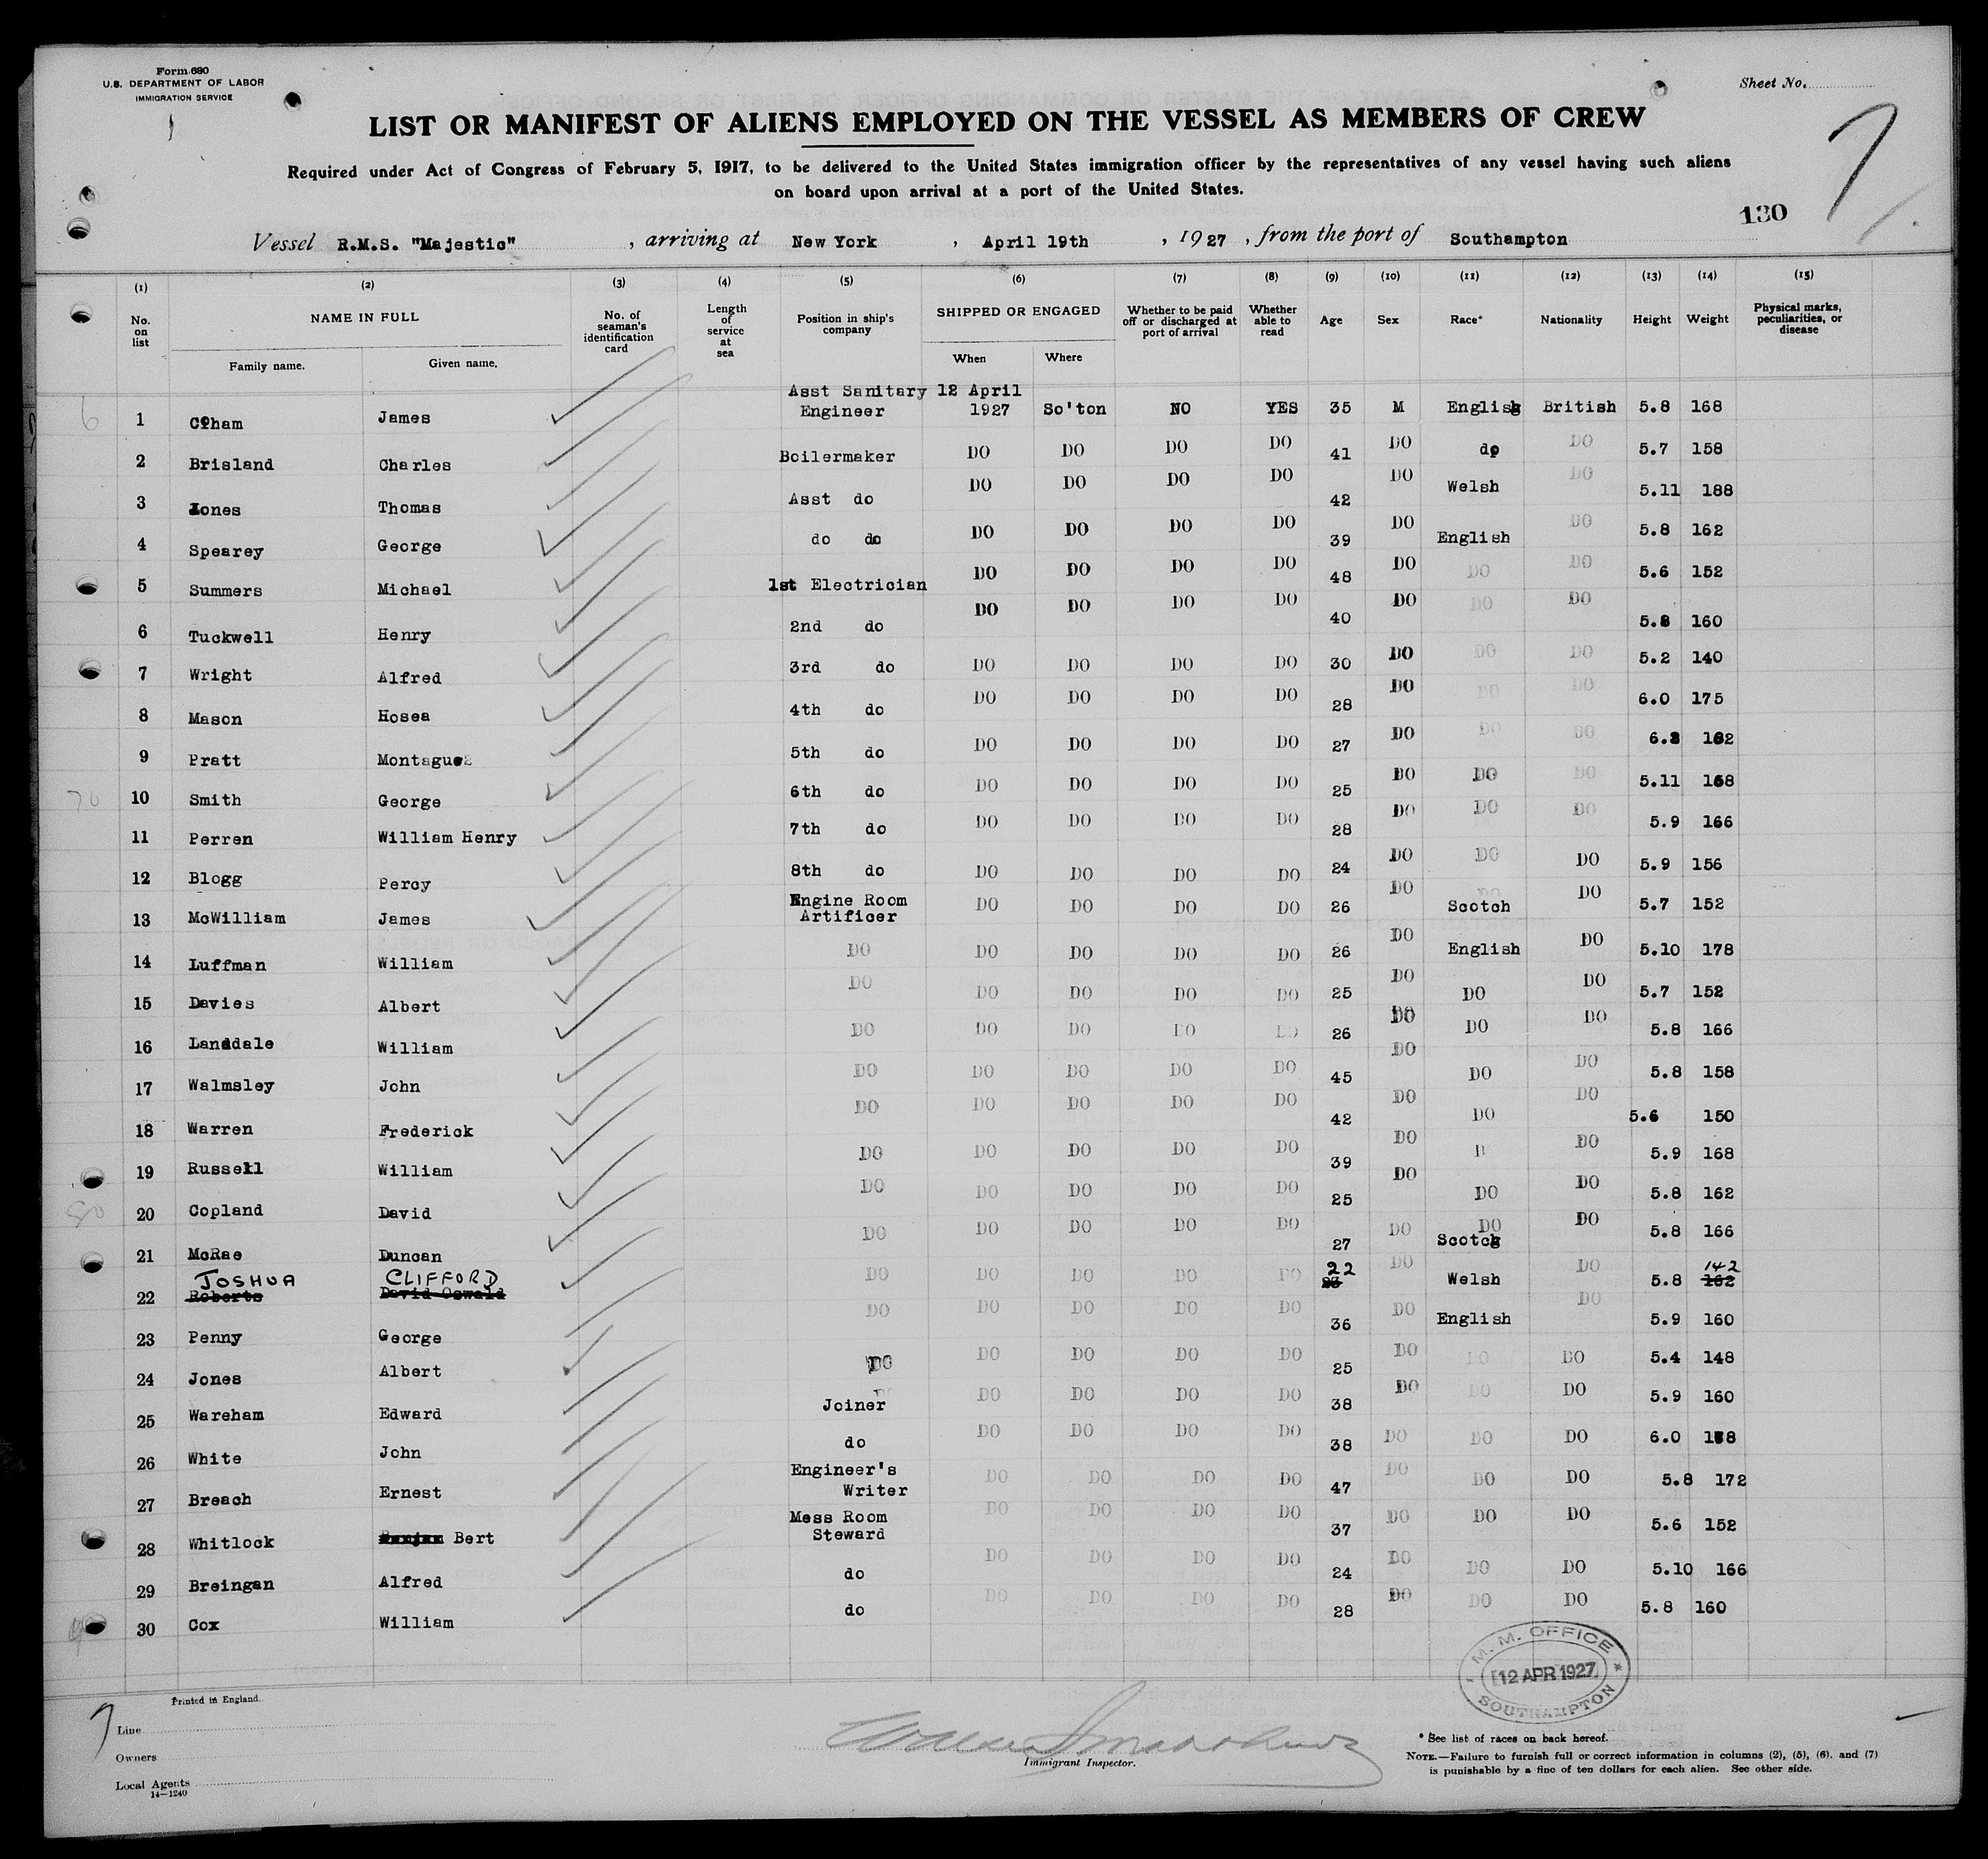 Form 680
U.S. DEPARTMENT OF LABOR
IMMIGRATION SERVICE
Sheet No.
LIST OR MANIFEST OF ALIENS EMPLOYED ON THE VESSEL AS MEMBERS OF CREW
Required under Act of Congress of February 5, 1917, to be delivered to the United States immigration officer by the representatives of any vessel having such aliens
on board upon arrival at a port of the United States.
130
Vessel R.M.S. "Majestic", arriving at New York, April 19th, 1927, from the port of Southampton
(1) (2) (3) (4) (5) (6) (7) (8) (9) (10) (11) (12) (13) (14) (15)
No. on list NAME IN FULL Family name. Given name. No. of seaman's identification card Length of service at sea Position in ship's company SHIPPED OR ENGAGED When Where Whether to be paid off or discharged at port of arrival Whether able to read Age Sex Race* Nationality Height Weight Physical marks, peculiarities, or disease
1 James Asst Sanitary Engineer 12 April 1927 So'ton NO YES 35 M English British 5.8 168
2 Brisland Charles Boilermaker DO DO DO DO 41 DO do DO 5.7 158
3 Jones Thomas Asst do DO DO DO DO 42 DO Welsh DO 5.11 188
4 Spearey George do do DO DO DO DO 39 DO English DO 5.8 162
5 Summers Michael 1st Electrician DO DO DO DO 48 DO DO DO 5.6 152
6 Tuckwell Henry 2nd do DO DO DO DO 40 DO DO DO 5.8 160
7 Wright Alfred 3rd do DO DO DO DO 30 DO DO DO 5.2 140
8 Mason Hosea 4th do DO DO DO DO 28 DO DO DO 6.0 175
9 Pratt Montague 5th do DO DO DO DO 27 DO DO DO 6.2 162
10 Smith George 6th do DO DO DO DO 25 DO DO DO 5.11 168
11 Perren William Henry 7th do DO DO DO DO 28 DO DO DO 5.9 166
12 Blogg Percy 8th do DO DO DO DO 24 DO DO DO 5.9 156
13 McWilliam James Engine Room Artificer DO DO DO DO 26 DO Scotch DO 5.7 152
14 Luffman William DO DO DO DO DO 26 DO English DO 5.10 178
15 Davies Albert DO DO DO DO DO 25 DO DO DO 5.7 152
16 Landdale William DO DO DO DO DO 26 DO DO DO 5.8 166
17 Walmsley John DO DO DO DO DO 45 DO DO DO 5.8 158
18 Warren Frederick DO DO DO DO DO 42 DO DO DO 5.6 150
19 Russell William DO DO DO DO DO 39 DO DO 5.9 168
20 Copland David DO DO DO DO DO 25 DO DO DO 5.8 162
21 McRae Duncan DO DO DO DO DO 27 DO DO Scotch DO 5.8 166
JOSHUA CLIFFORD 22 142
22 Roberts David Oswald DO DO DO DO DO DO Welsh DO 5.8 162
23 Penny George DO DO DO DO DO 36 DO English DO 5.9 160
24 Jones Albert DO DO DO DO DO 25 DO DO DO 5.4 148
25 Wareham Edward Joiner DO DO DO DO 38 DO DO DO 5.9 160
26 White John do DO DO DO DO 38 DO DO DO 6.0
27 Breach Ernest Engineer's Writer DO DO DO DO 47 DO DO DO 5.8 172
28 Whitlock Bert Mess Room Steward DO DO DO DO 37 DO DO DO 5.6 152
29 Breingan Alfred do DO DO DO DO 24 DO DO DO 5.10 166
30 Cox William do DO DO DO DO 28 DO DO DO 5.8 160
I.M.M. OFFICE
12 APR 1927
SOUTHAMPTON
Printed in England.
7
Line
Owners
Local Agents
14—1240
Immigrant Inspector.
* See list of races on back hereof.
NOTE.—Failure to furnish full or correct information in columns (2), (5), (6), and (7)
is punishable by a fine of ten dollars for each alien. See other side.